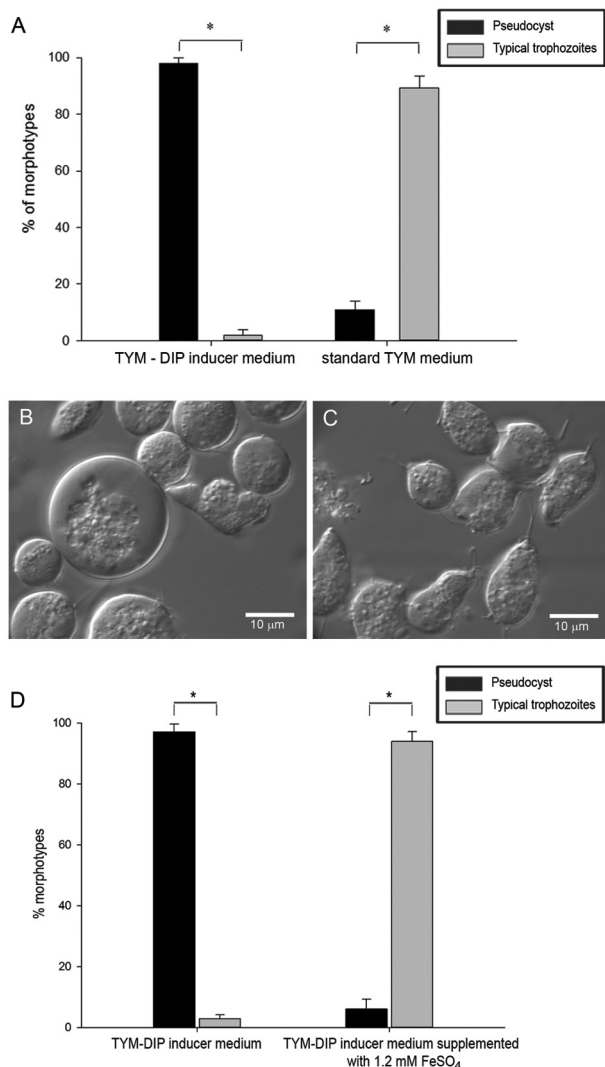 A
*
*
Pseudocyst
Typical trophozoites
100
80
60
40
20
0
% of morphotypes
TYM - DIP inducer medium
standard TYM medium
B
10 µm
C
10 µm
D
*
*
Pseudocyst
Typical trophozoites
100
80
60
40
20
0
% morphotypes
TYM-DIP inducer medium
TYM-DIP inducer medium supplemented
with 1.2 mM FeSO₄